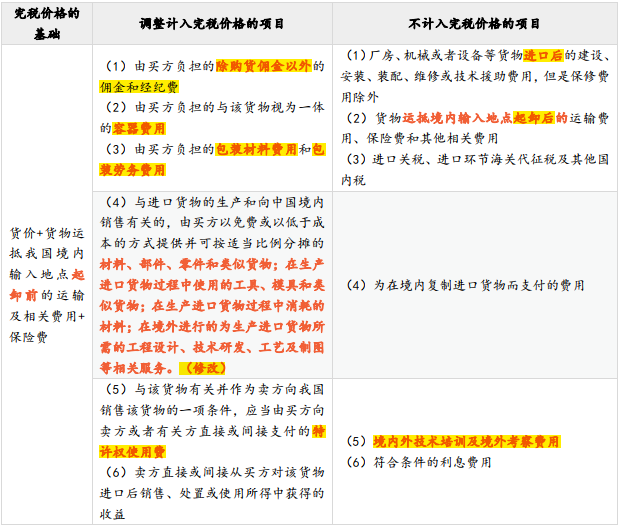 完税价格的
基础
调整计入完税价格的项目
不计入完税价格的项目
货价+货物运
抵我国境内
输入地点起
卸前的运输
及相关费用+
保险费
（1）由买方负担的除购货佣金以外的
佣金和经纪费
（2）由买方负担的与该货物视为一体
的容器费用
（3）由买方负担的包装材料费用和包
装劳务费用
（1）厂房、机械或者设备等货物进口后的建设、
安装、装配、维修或技术援助费用，但是保修费
用除外
（2）货物运抵境内输入地点起卸后的运输费
用、保险费和其他相关费用
（3）进口关税、进口环节海关代征税及其他国
内税
（4）与进口货物的生产和向中国境内
销售有关的，由买方以免费或以低于成
本的方式提供并可按适当比例分摊的
材料、部件、零件和类似货物；在生产
进口货物过程中使用的工具、模具和类
似货物；在生产进口货物过程中消耗的
材料；在境外进行的为生产进口货物所
需的工程设计、技术研发、工艺及制图
等相关服务。（修改）
（4）为在境内复制进口货物而支付的费用
（5）与该货物有关并作为卖方向我国
销售该货物的一项条件，应当由买方向
卖方或者有关方直接或间接支付的特
许权使用费
（6）卖方直接或间接从买方对该货物
进口后销售、处置或使用所得中获得的
收益
（5）境内外技术培训及境外考察费用
（6）符合条件的利息费用